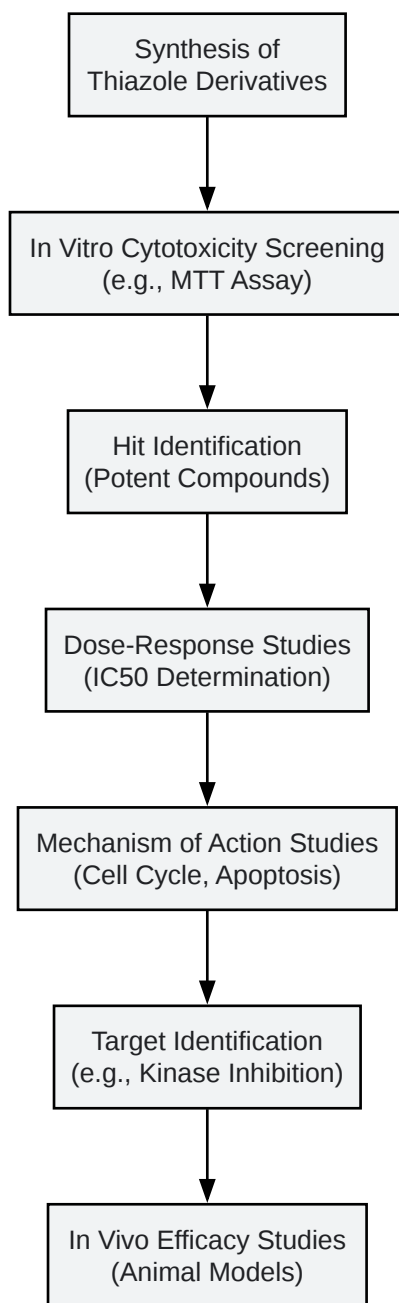 Synthesis of
Thiazole Derivatives
In Vitro Cytotoxicity Screening
(e.g., MTT Assay)
Hit Identification
(Potent Compounds)
Dose-Response Studies
(IC50 Determination)
Mechanism of Action Studies
(Cell Cycle, Apoptosis)
Target Identification
(e.g., Kinase Inhibition)
In Vivo Efficacy Studies
(Animal Models)